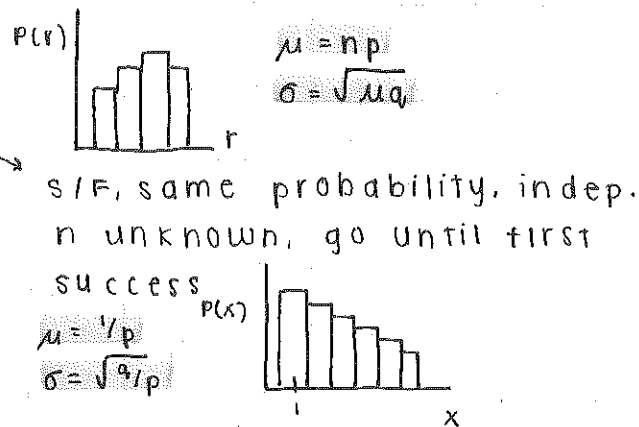 P(r)
μ = np
σ = √μq
r
S/F, same probability, indep.
n unknown, go until first
success
P(x)
μ = 1/p
σ = √q/p
1
x